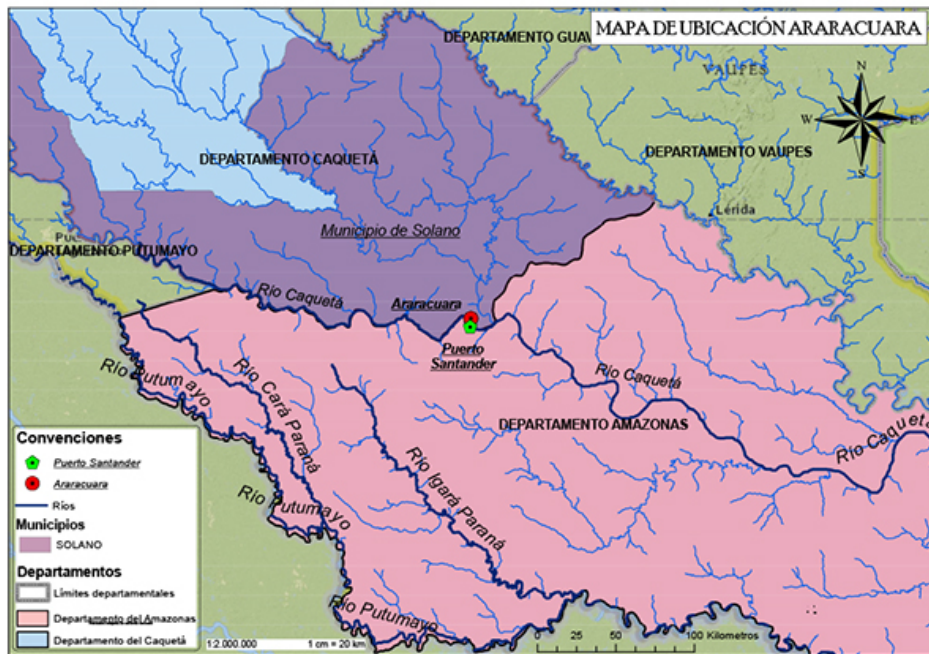 MAPA DE UBICACIÓN ARARACUARA
DEPARTAMENTO GUA
VAUPES
N
W
E
S
DEPARTAMENTO CAQUETÁ
DEPARTAMENTO VAUPES
Lerida
Municipio de Solano
DEPARTAMENTO PUTUMAYO
Río Caquetá
Araracuara
Puerto
Santander
Río Caquetá
Río Putumayo
Río Cará Paraná
DEPARTAMENTO AMAZONAS
Río Caquetá
Río Igará Paraná
Río Putumayo
Río Putumayo
Convenciones
Puerto Santander
Araracuara
Ríos
Municipios
SOLANO
Departamentos
Límites departamentales
Departamento del Amazonas
Departamento del Caquetá
1:2.000.000
1 cm = 20 km
0 25 50 100 Kilometros